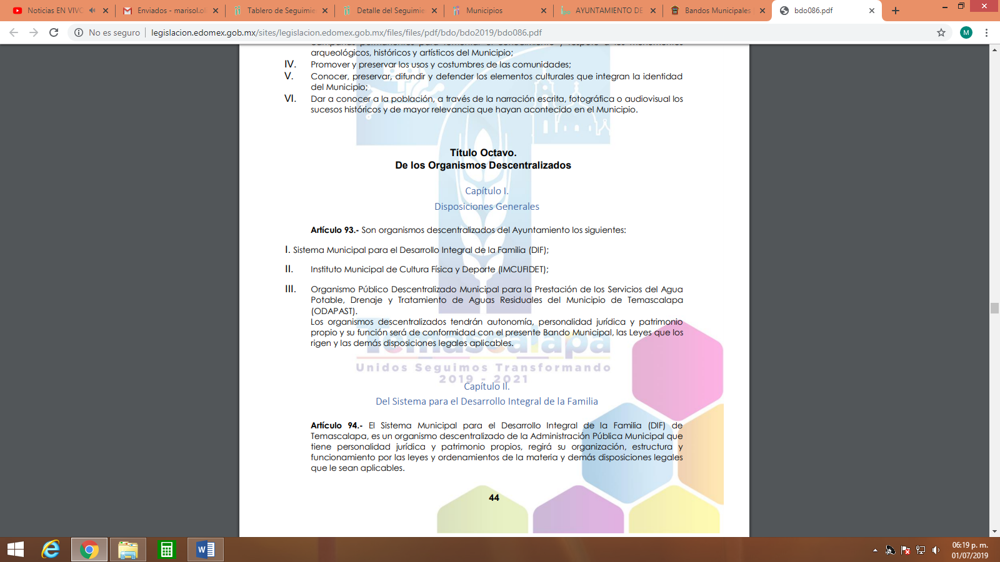 Noticias EN VIVO
Enviados - marisol.ol
Tablero de Seguimie
Detalle del Seguimie
Municipios
AYUNTAMIENTO DE
Bandos Municipales
bdo086.pdf
No es seguro
legislacion.edomex.gob.mx/sites/legislacion.edomex.gob.mx/files/files/pdf/bdo/bdo2019/bdo086.pdf
M
arqueológicos, históricos y artísticos del Municipio;
IV. Promover y preservar los usos y costumbres de las comunidades;
V. Conocer, preservar, difundir y defender los elementos culturales que integran la identidad
del Municipio;
VI. Dar a conocer a la población, a través de la narración escrita, fotográfica o audiovisual los
sucesos históricos y de mayor relevancia que hayan acontecido en el Municipio.
Título Octavo.
De los Organismos Descentralizados
Capítulo I.
Disposiciones Generales
Artículo 93.- Son organismos descentralizados del Ayuntamiento los siguientes:
I. Sistema Municipal para el Desarrollo Integral de la Familia (DIF);
II. Instituto Municipal de Cultura Física y Deporte (IMCUFIDET);
III. Organismo Público Descentralizado Municipal para la Prestación de los Servicios del Agua
Potable, Drenaje y Tratamiento de Aguas Residuales del Municipio de Temascalapa
(ODAPAST).
Los organismos descentralizados tendrán autonomía, personalidad jurídica y patrimonio
propio y su función será de conformidad con el presente Bando Municipal, las Leyes que los
rigen y las demás disposiciones legales aplicables.
Temascalapa
Unidos Seguimos Transformando
2019 - 2021
Capítulo II.
Del Sistema para el Desarrollo Integral de la Familia
Artículo 94.- El Sistema Municipal para el Desarrollo Integral de la Familia (DIF) de
Temascalapa, es un organismo descentralizado de la Administración Pública Municipal que
tiene personalidad jurídica y patrimonio propios, regirá su organización, estructura y
funcionamiento por las leyes y ordenamientos de la materia y demás disposiciones legales
que le sean aplicables.
44
06:19 p. m.
01/07/2019